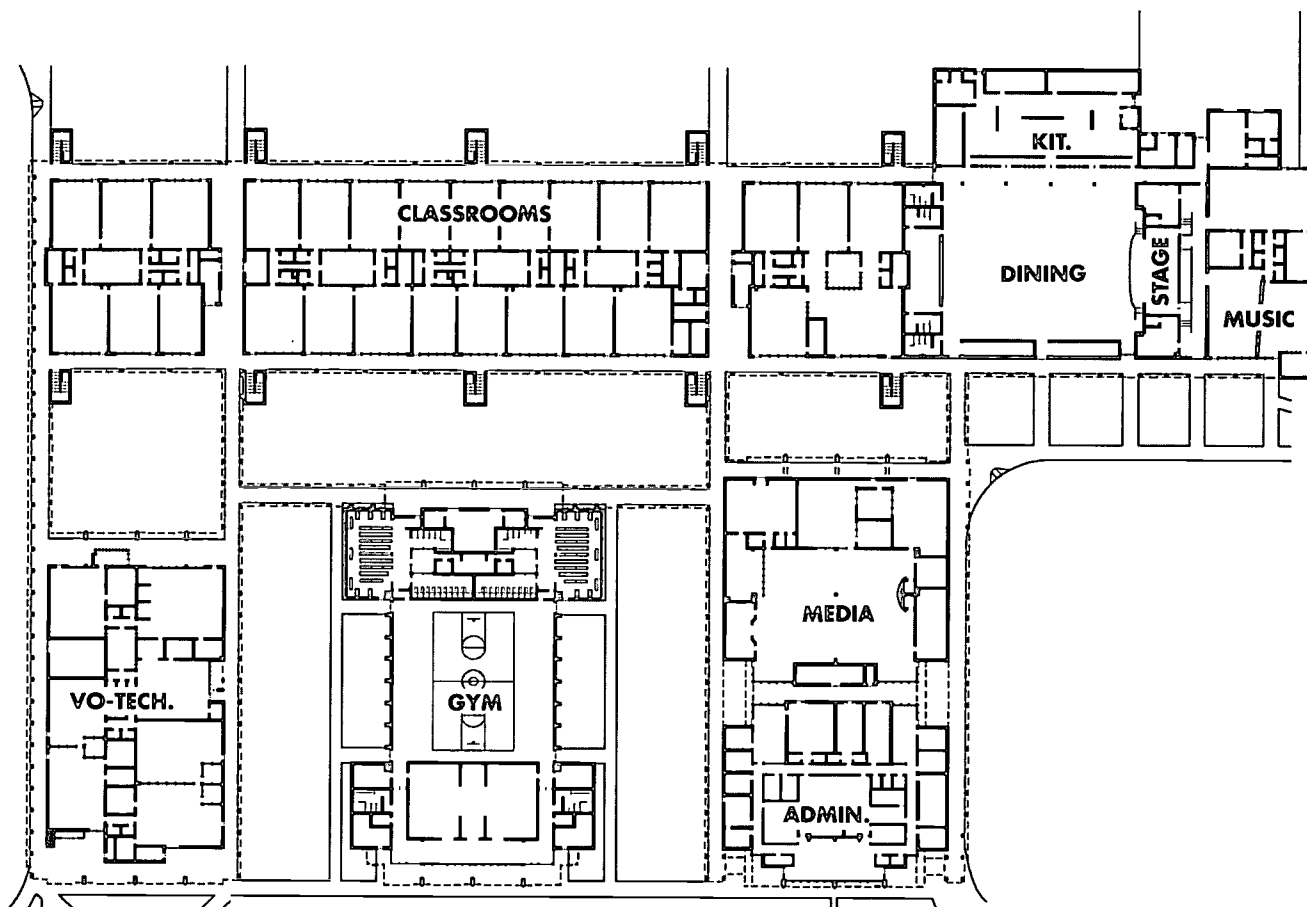 KIT.
CLASSROOMS
DINING
STAGE
MUSIC
MEDIA
VO-TECH.
GYM
ADMIN.